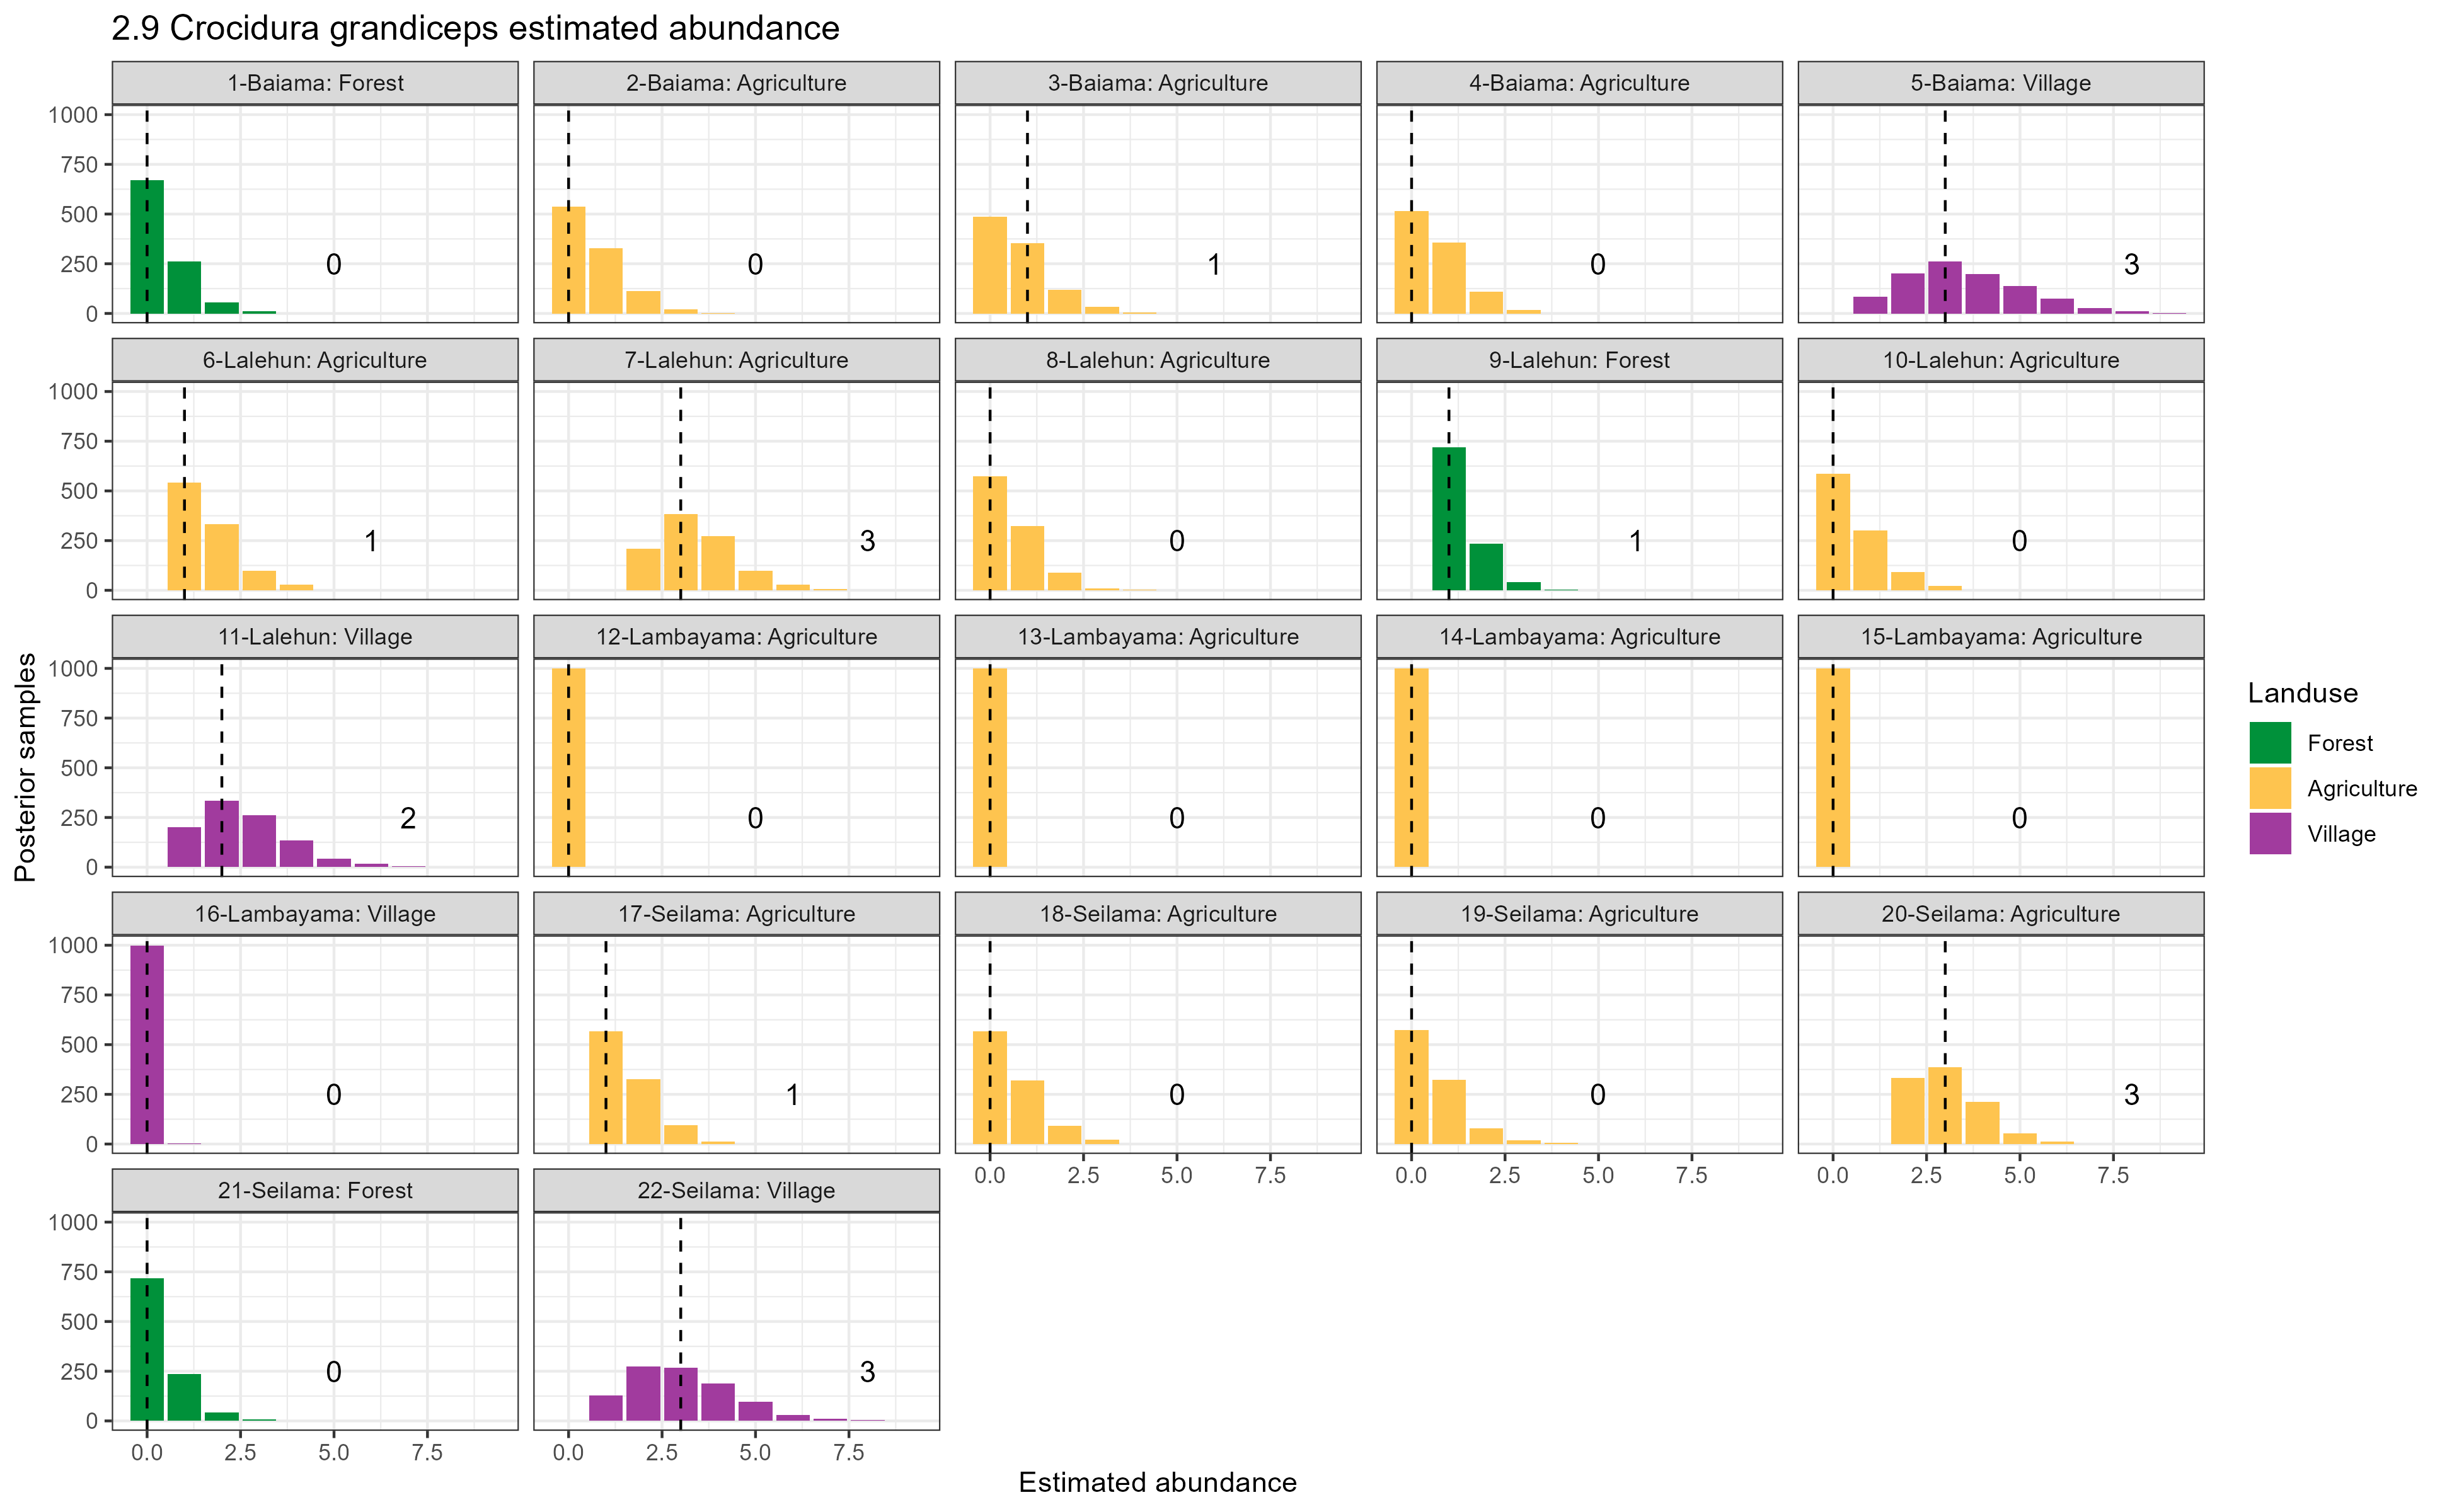 2.9 Crocidura grandiceps estimated abundance
1-Baiama: Forest
2-Baiama: Agriculture
3-Baiama: Agriculture
4-Baiama: Agriculture
5-Baiama: Village
1000
750
500
250
0
0
0
1
0
3
6-Lalehun: Agriculture
7-Lalehun: Agriculture
8-Lalehun: Agriculture
9-Lalehun: Forest
10-Lalehun: Agriculture
1000
750
500
250
0
1
3
0
1
0
11-Lalehun: Village
12-Lambayama: Agriculture
13-Lambayama: Agriculture
14-Lambayama: Agriculture
15-Lambayama: Agriculture
1000
750
500
250
0
2
0
0
0
0
16-Lambayama: Village
17-Seilama: Agriculture
18-Seilama: Agriculture
19-Seilama: Agriculture
20-Seilama: Agriculture
1000
750
500
250
0
0
1
0
0
3
0.0 2.5 5.0 7.5
0.0 2.5 5.0 7.5
0.0 2.5 5.0 7.5
21-Seilama: Forest
22-Seilama: Village
1000
750
500
250
0
0
3
0.0 2.5 5.0 7.5
0.0 2.5 5.0 7.5
Estimated abundance
Posterior samples
Landuse
Forest
Agriculture
Village